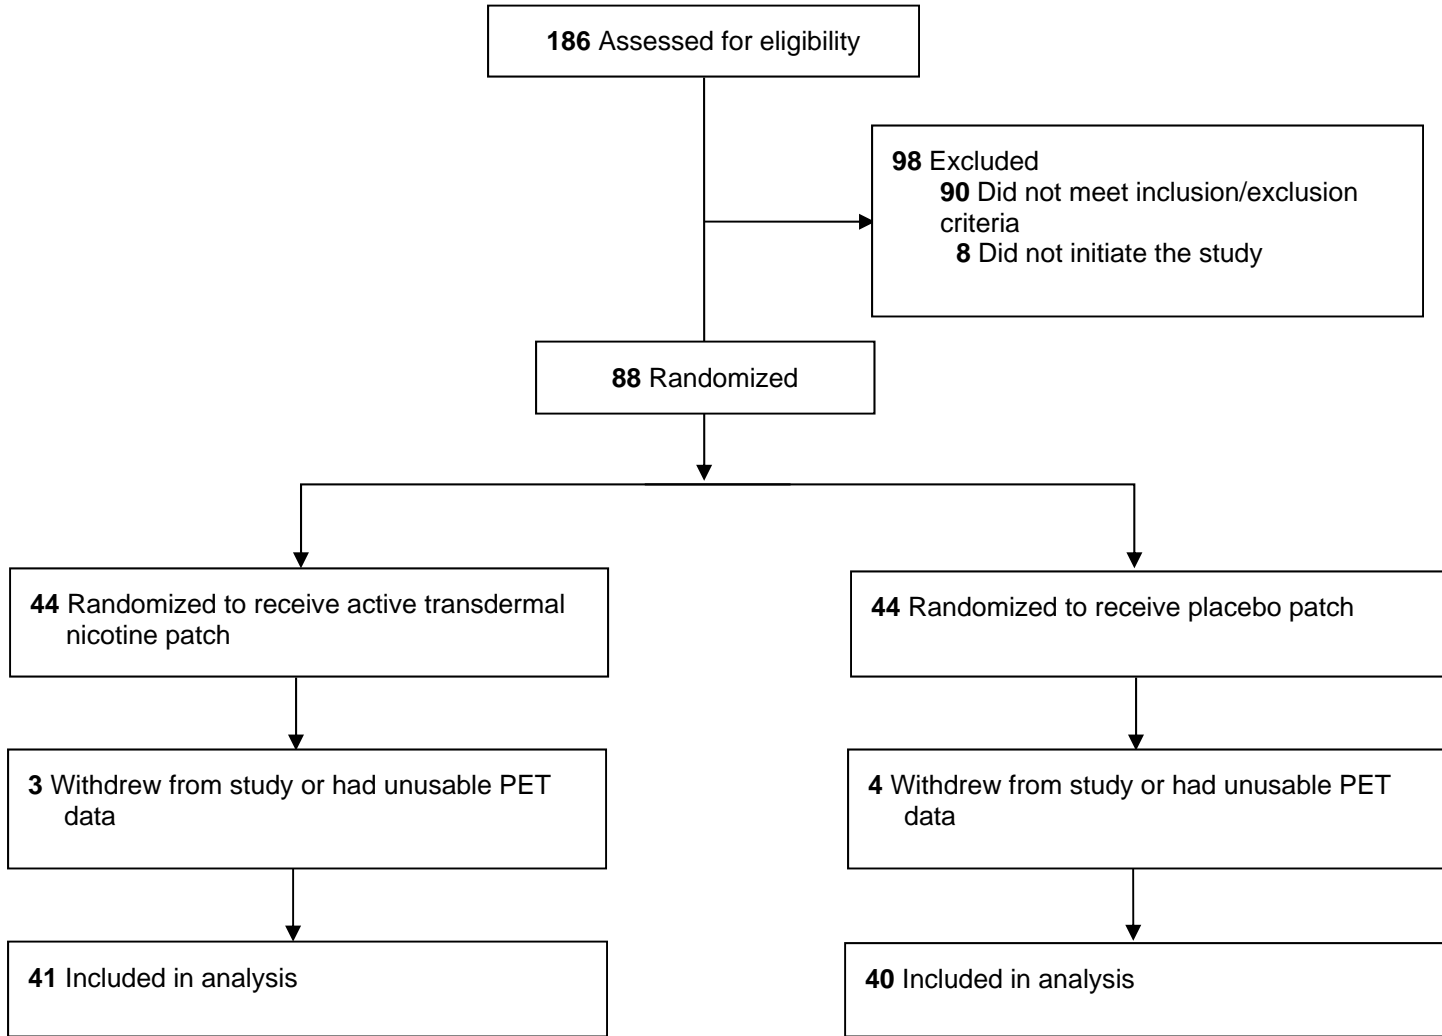 186 Assessed for eligibility
98 Excluded
90 Did not meet inclusion/exclusion
criteria
8 Did not initiate the study
88 Randomized
44 Randomized to receive active transdermal
nicotine patch
44 Randomized to receive placebo patch
3 Withdrew from study or had unusable PET
data
4 Withdrew from study or had unusable PET
data
41 Included in analysis
40 Included in analysis